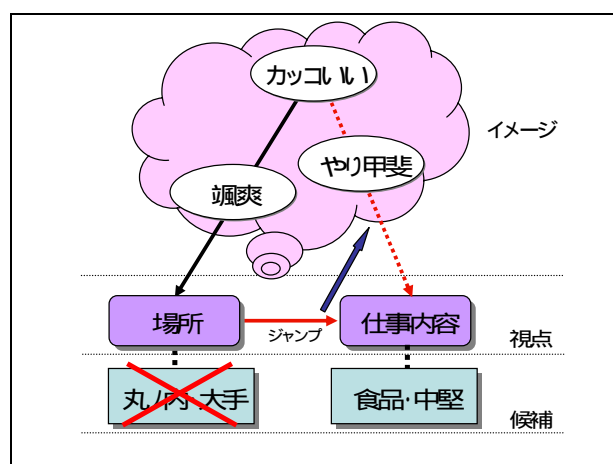 カッコいい
イメージ
やり甲斐
颯爽
場所
ジャンプ
仕事内容
視点
丸ノ内・大手
食品・中堅
候補